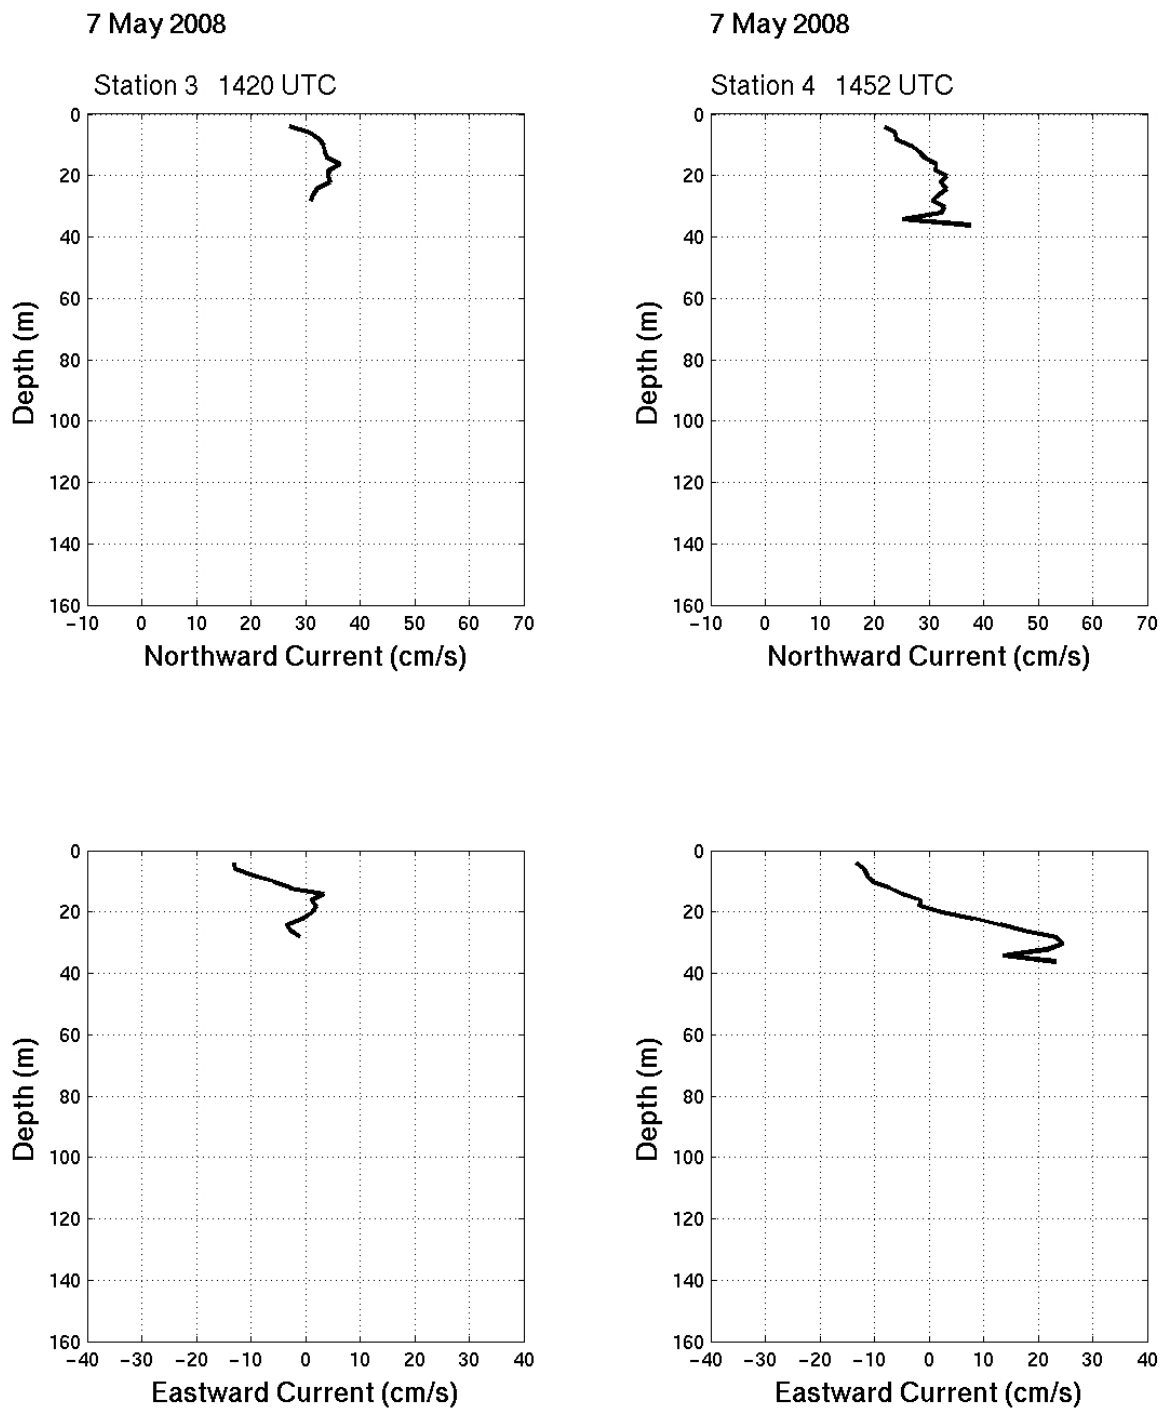 7 May 2008
7 May 2008
Station 3 1420 UTC
Station 4 1452 UTC
0
20
40
60
80
100
120
140
160
Depth (m)
−10 0 10 20 30 40 50 60 70
Northward Current (cm/s)
0
20
40
60
80
100
120
140
160
Depth (m)
−10 0 10 20 30 40 50 60 70
Northward Current (cm/s)
0
20
40
60
80
100
120
140
160
Depth (m)
−40 −30 −20 −10 0 10 20 30 40
Eastward Current (cm/s)
0
20
40
60
80
100
120
140
160
Depth (m)
−40 −30 −20 −10 0 10 20 30 40
Eastward Current (cm/s)